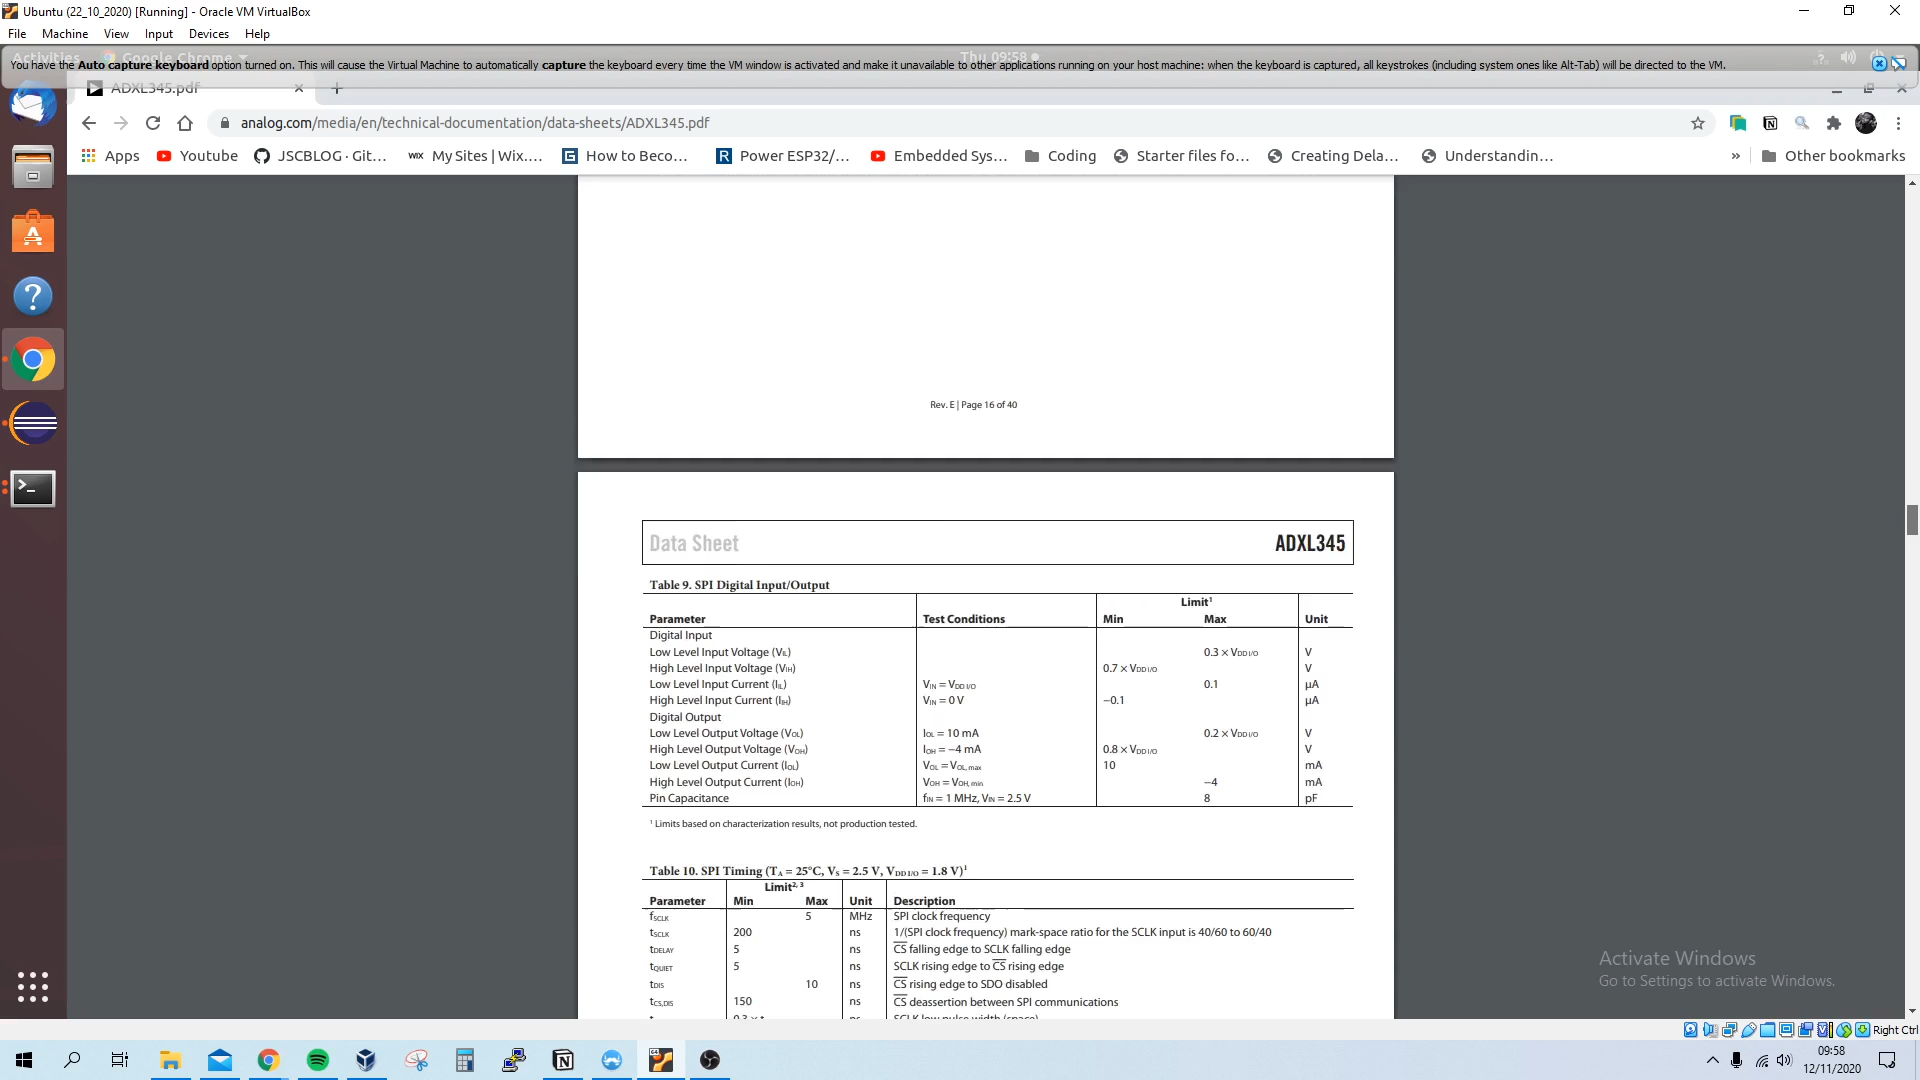 Ubuntu (22_10_2020) [Running] - Oracle VM VirtualBox
File Machine View Input Devices Help
Activities Google Chrome Thu 09:58
You have the Auto capture keyboard option turned on. This will cause the Virtual Machine to automatically capture the keyboard every time the VM window is activated and make it unavailable to other applications running on your host machine: when the keyboard is captured, all keystrokes (including system ones like Alt-Tab) will be directed to the VM.
ADXL345.pdf
analog.com/media/en/technical-documentation/data-sheets/ADXL345.pdf
Apps YouTube JSCBLOG · Git... WIX My Sites | Wix.... How to Beco... Power ESP32/... Embedded Sys... Coding Starter files fo... Creating Dela... Understandin... » Other bookmarks
Rev. E | Page 16 of 40
Data Sheet ADXL345
Table 9. SPI Digital Input/Output
Limit¹
Parameter Test Conditions Min Max Unit
Digital Input
Low Level Input Voltage (VIL) 0.3 × VDD I/O V
High Level Input Voltage (VIH) 0.7 × VDD I/O V
Low Level Input Current (IIL) VIN = VDD I/O 0.1 µA
High Level Input Current (IIH) VIN = 0 V −0.1 µA
Digital Output
Low Level Output Voltage (VOL) IOL = 10 mA 0.2 × VDD I/O V
High Level Output Voltage (VOH) IOH = −4 mA 0.8 × VDD I/O V
Low Level Output Current (IOL) VOL = VOL, max 10 mA
High Level Output Current (IOH) VOH = VOH, min −4 mA
Pin Capacitance fIN = 1 MHz, VIN = 2.5 V 8 pF
¹ Limits based on characterization results, not production tested.
Table 10. SPI Timing (TA = 25°C, VS = 2.5 V, VDD I/O = 1.8 V)¹
Limit², ³
Parameter Min Max Unit Description
fSCLK 5 MHz SPI clock frequency
tSCLK 200 ns 1/(SPI clock frequency) mark-space ratio for the SCLK input is 40/60 to 60/40
tDELAY 5 ns CS falling edge to SCLK falling edge
tQUIET 5 ns SCLK rising edge to CS rising edge
tDIS 10 ns CS rising edge to SDO disabled
tCS,DIS 150 ns CS deassertion between SPI communications
SCLK low pulse width (space)
Activate Windows
Go to Settings to activate Windows.
Right Ctrl
09:58
12/11/2020